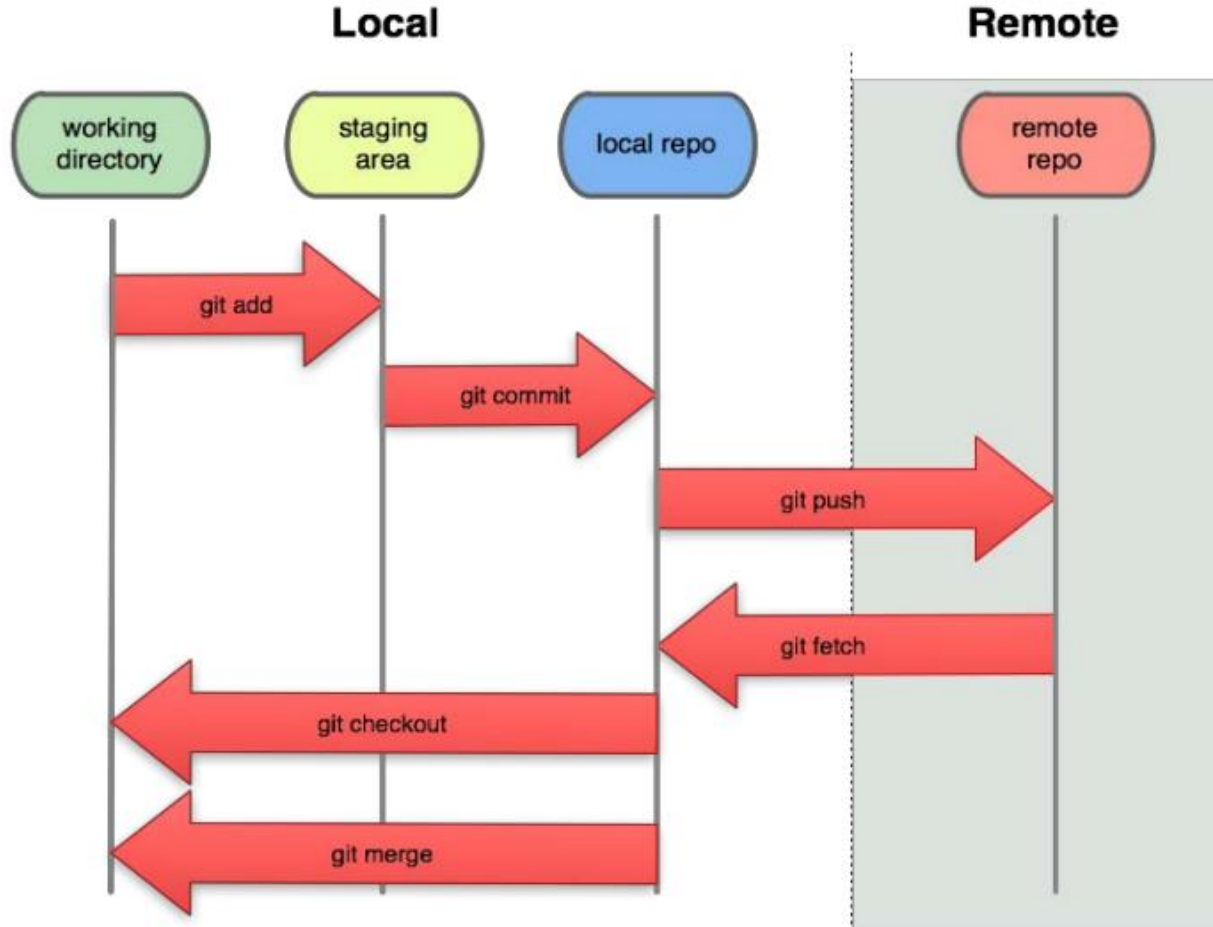 Local
Remote
working
directory
staging
area
local repo
remote
repo
git add
git commit
git push
git fetch
git checkout
git merge